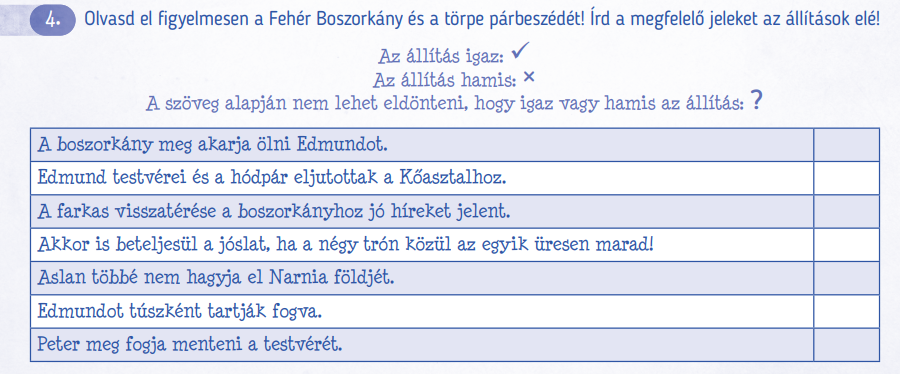 4. Olvasd el figyelmesen a Fehér Boszorkány és a törpe párbeszédét! Írd a megfelelő jeleket az állítások elé!
Az állítás igaz: ✓
Az állítás hamis: ×
A szöveg alapján nem lehet eldönteni, hogy igaz vagy hamis az állítás: ?
A boszorkány meg akarja ölni Edmundot.
Edmund testvérei és a hódpár eljutottak a Kőasztalhoz.
A farkas visszatérése a boszorkányhoz jó híreket jelent.
Akkor is beteljesül a jóslat, ha a négy trón közül az egyik üresen marad!
Aslan többé nem hagyja el Narnia földjét.
Edmundot túszként tartják fogva.
Peter meg fogja menteni a testvérét.